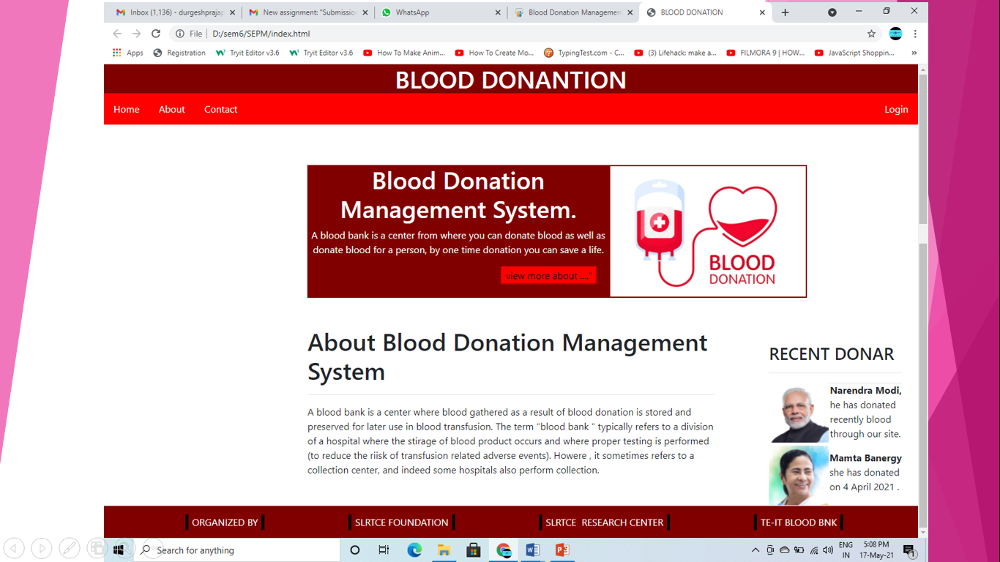 Inbox (1,136) - durgeshprajap
New assignment: "Submissio
WhatsApp
Blood Donation Managemen
BLOOD DONATION
File D:/sem6/SEPM/index.html
Apps Registration Tryit Editor v3.6 Tryit Editor v3.6 How To Make Anim... How To Create Mo... TypingTest.com - C... (3) Lifehack: make a... FILMORA 9 | HOW... JavaScript Shoppin... »
BLOOD DONANTION
Home About Contact Login
Blood Donation
Management System.
A blood bank is a center from where you can donate blood as well as
donate blood for a person, by one time donation you can save a life.
view more about ...."
BLOOD
DONATION
About Blood Donation Management
System
A blood bank is a center where blood gathered as a result of blood donation is stored and
preserved for later use in blood transfusion. The term "blood bank " typically refers to a division
of a hospital where the stirage of blood product occurs and where proper testing is performed
(to reduce the riisk of transfusion related adverse events). Howere , it sometimes refers to a
collection center, and indeed some hospitals also perform collection.
RECENT DONAR
Narendra Modi,
he has donated
recently blood
through our site.
Mamta Banergy
she has donated
on 4 April 2021 .
ORGANIZED BY SLRTCE FOUNDATION SLRTCE RESEARCH CENTER TE-IT BLOOD BNK
Search for anything
ENG
IN
5:08 PM
17-May-21
1